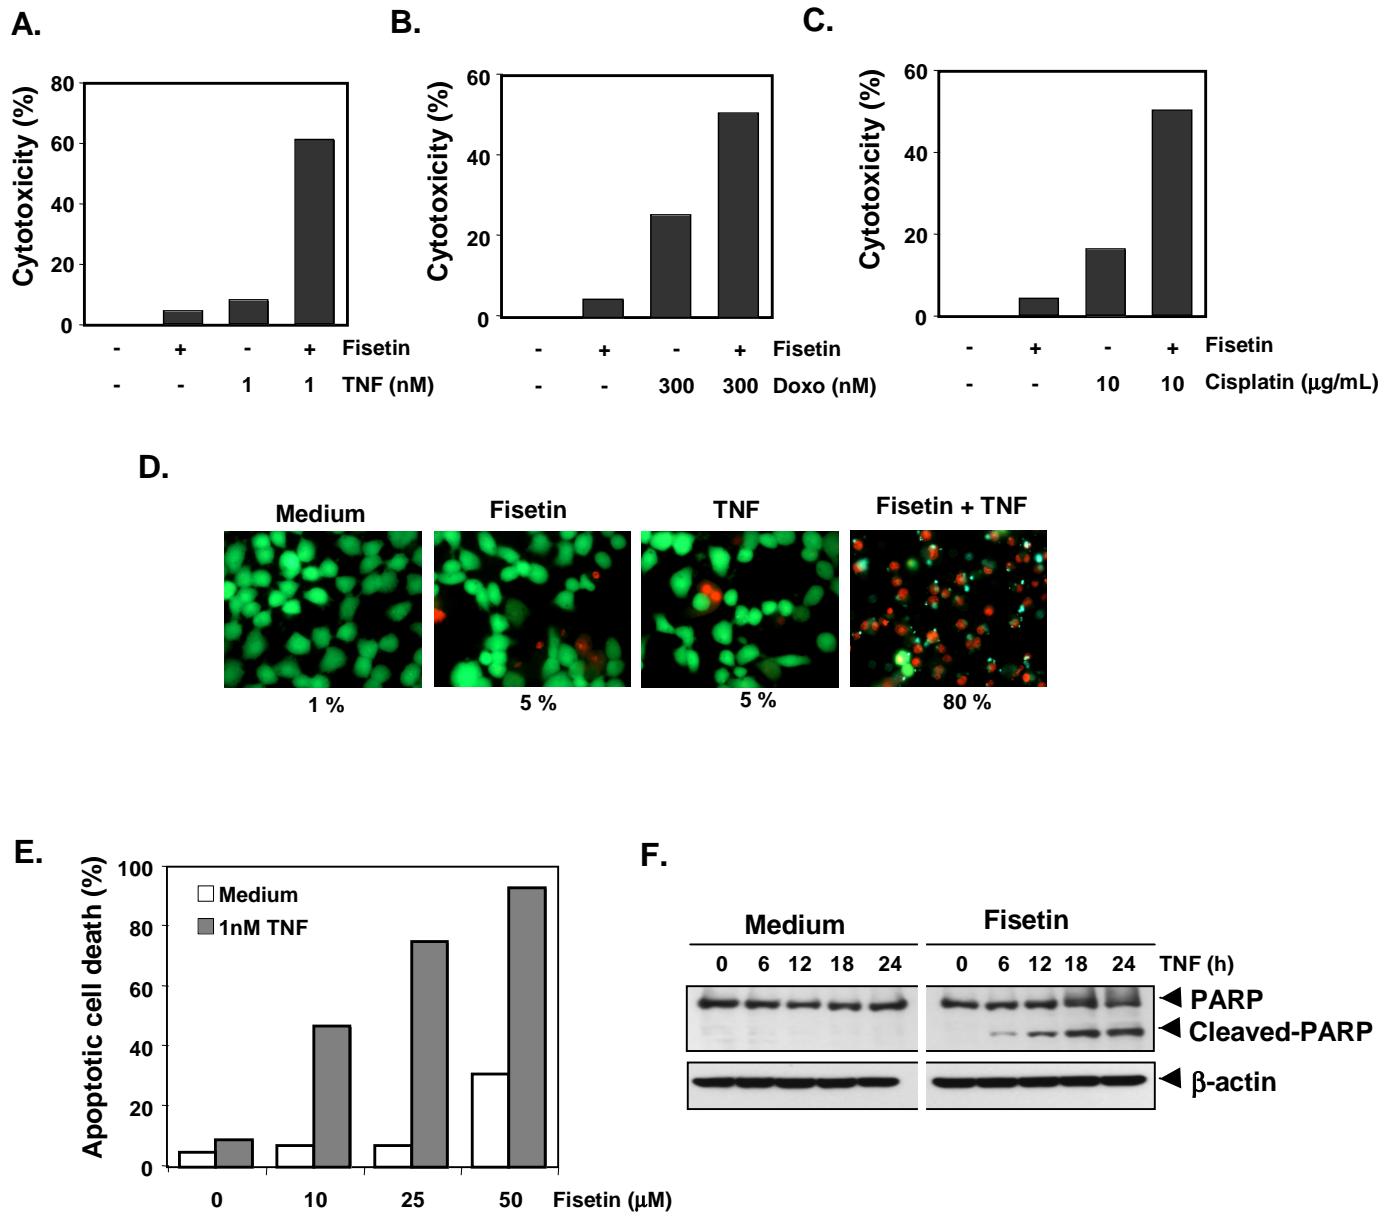 A.
Cytotoxicity (%)
80
60
40
20
0
- + - + Fisetin
- - 1 1 TNF (nM)
B.
Cytotoxicity (%)
60
40
20
0
- + - + Fisetin
- - 300 300 Doxo (nM)
C.
Cytotoxicity (%)
60
40
20
0
- + - + Fisetin
- - 10 10 Cisplatin (μg/mL)
D.
Medium Fisetin TNF Fisetin + TNF
1 % 5 % 5 % 80 %
E.
Apoptotic cell death (%)
100
80
60
40
20
0
Medium
1nM TNF
0 10 25 50 Fisetin (μM)
F.
Medium Fisetin
0 6 12 18 24 0 6 12 18 24 TNF (h)
PARP
Cleaved-PARP
β-actin